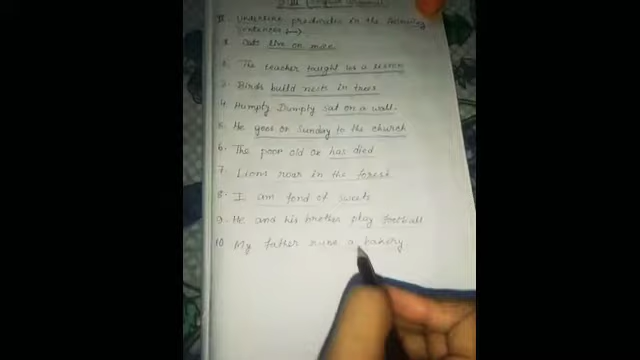 B. Underline predicates in the following
sentences
1. Cats live on mice
2. The teacher taught us a lesson
3. Birds build nests in trees
4. Humpty Dumpty sat on a wall.
5. He goes on Sunday to the church
6. The poor old ox has died
7. Lions roar in the forest
8. I am fond of sweets
9. He and his brother play football
10. My father runs a bakery.